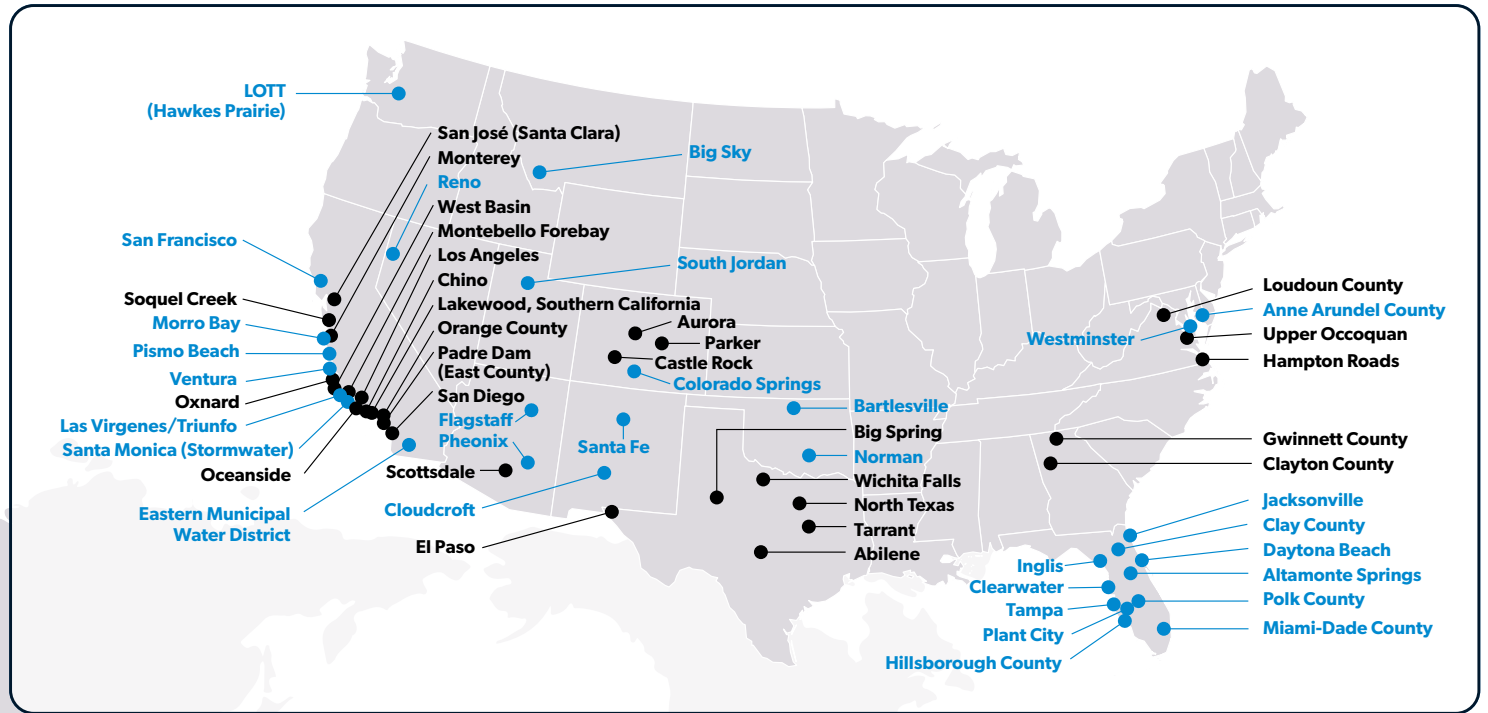 LOTT
(Hawkes Prairie)
San José (Santa Clara)
Monterey
Reno
West Basin
Montebello Forebay
Los Angeles
Chino
Lakewood, Southern California
Orange County
Padre Dam
(East County)
San Diego
Big Sky
South Jordan
San Francisco
Soquel Creek
Morro Bay
Pismo Beach
Ventura
Oxnard
Las Virgenes/Triunfo
Santa Monica (Stormwater)
Oceanside
Eastern Municipal
Water District
Aurora
Parker
Castle Rock
Colorado Springs
Flagstaff
Pheonix
Scottsdale
Santa Fe
Cloudcroft
El Paso
Bartlesville
Big Spring
Norman
Wichita Falls
North Texas
Tarrant
Abilene
Loudoun County
Anne Arundel County
Westminster
Upper Occoquan
Hampton Roads
Gwinnett County
Clayton County
Jacksonville
Clay County
Daytona Beach
Altamonte Springs
Polk County
Miami-Dade County
Inglis
Clearwater
Tampa
Plant City
Hillsborough County